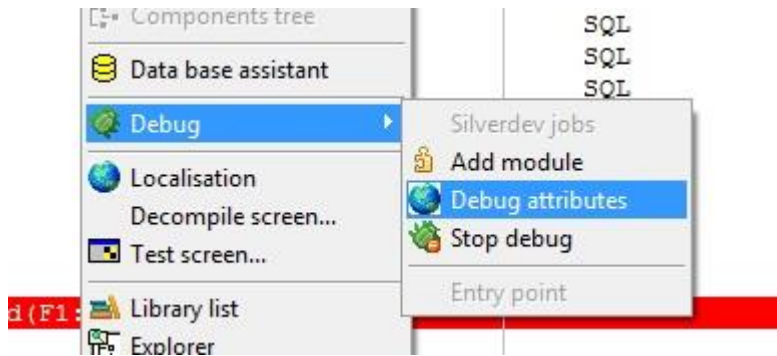 Components tree
SQL
SQL
SQL
Data base assistant
Debug
Silverdev jobs
Add module
Debug attributes
Stop debug
Entry point
Localisation
Decompile screen...
Test screen...
d(F1:
Library list
Explorer